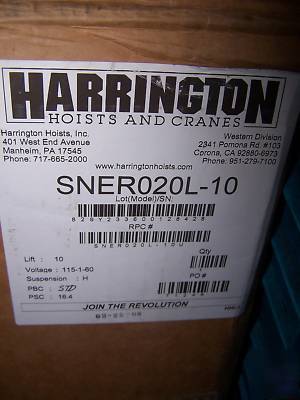 HARRINGTON
HOISTS AND CRANES
Harrington Hoists, Inc.
401 West End Avenue
Manheim, PA 17545
Phone: 717-665-2000
Western Division
2341 Pomona Rd. #103
Corona, CA 92880-6973
Phone: 951-279-7100
www.harringtonhoists.com
SNER020L-10
Lot(Model)/SN:
RPC #
SNER020L-10U
Lift : 10
Qty
Voltage : 115-1-60
Suspension : H
PO #
PBC : STD
PSC : 16.4
JOIN THE REVOLUTION